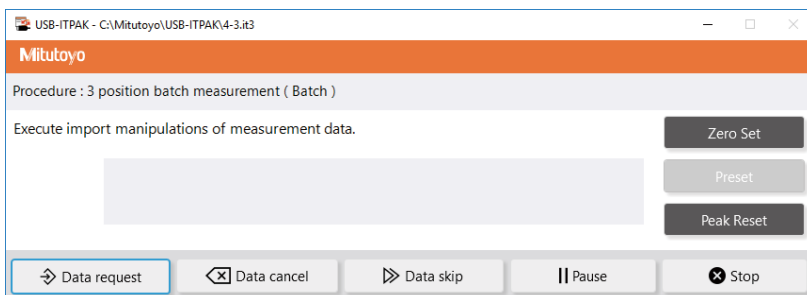 USB-ITPAK - C:\Mitutoyo\USB-ITPAK\4-3.it3
Mitutoyo
Procedure : 3 position batch measurement ( Batch )
Execute import manipulations of measurement data.
Zero Set
Preset
Peak Reset
Data request
Data cancel
Data skip
Pause
Stop